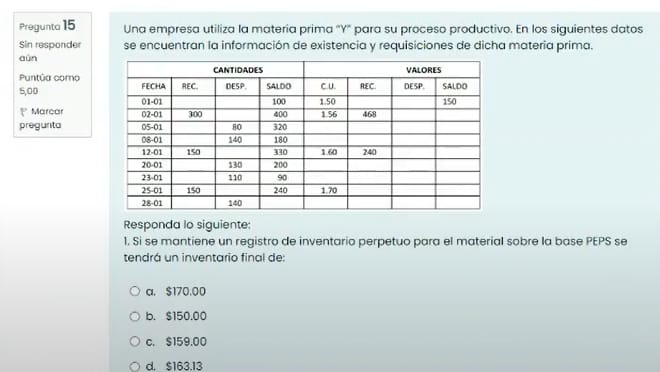 Pregunta 15
Sin responder
aún
Puntúa como
5,00
Marcar
pregunta
Una empresa utiliza la materia prima "Y" para su proceso productivo. En los siguientes datos
se encuentran la información de existencia y requisiciones de dicha materia prima.
CANTIDADES VALORES
FECHA REC. DESP. SALDO C.U. REC. DESP. SALDO
01-01 100 1.50 150
02-01 300 400 1.56 468
05-01 80 320
08-01 140 180
12-01 150 330 1.60 240
20-01 130 200
23-01 110 90
25-01 150 240 1.70
28-01 140
Responda lo siguiente:
1. Si se mantiene un registro de inventario perpetuo para el material sobre la base PEPS se
tendrá un inventario final de:
a. $170.00
b. $150.00
c. $159.00
d. $163.13